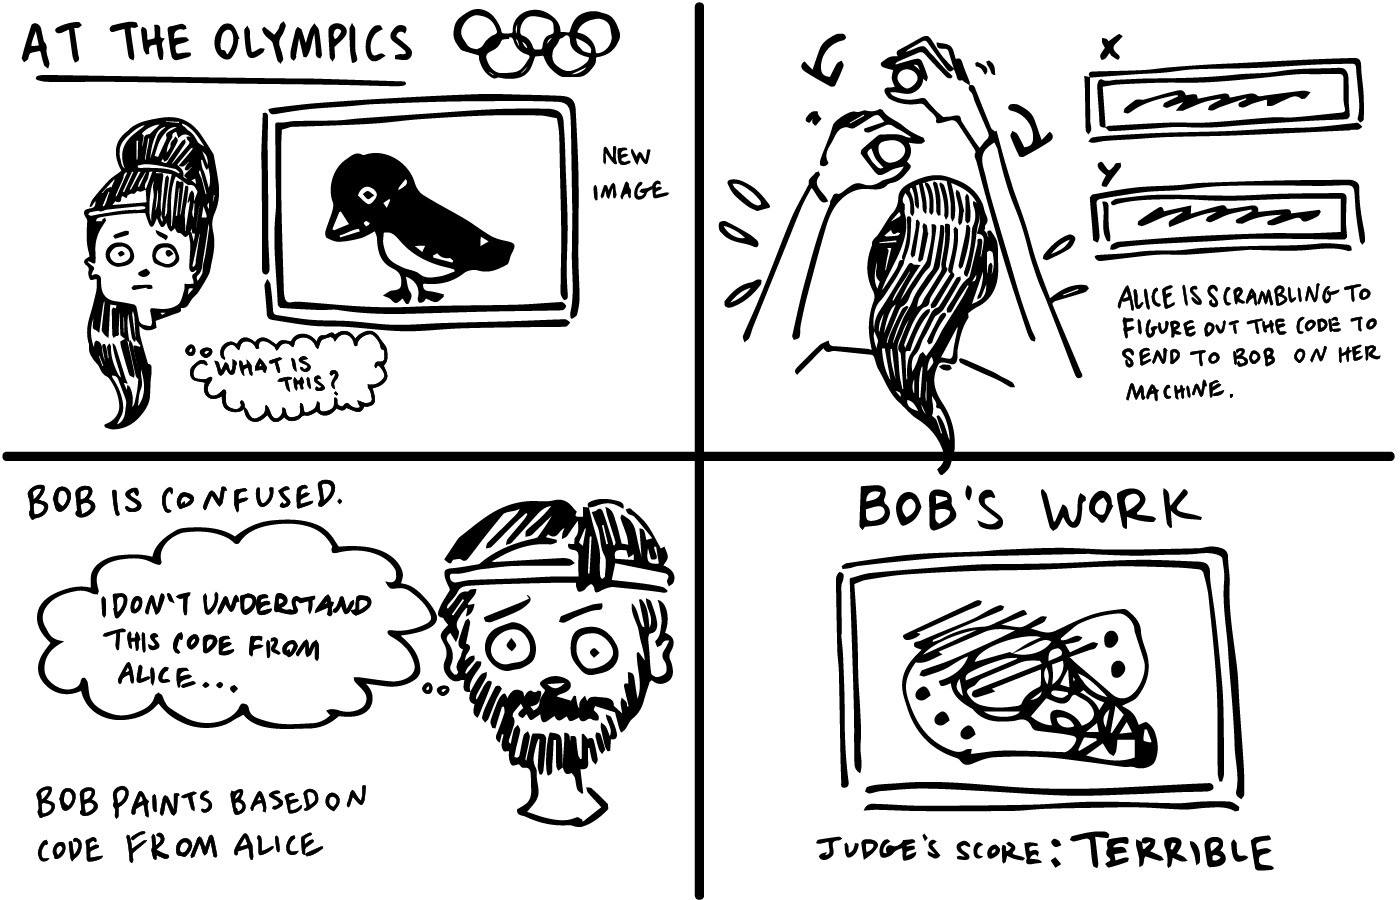 AT THE OLYMPICS
NEW
IMAGE
WHAT IS
THIS?
X
Y
ALICE IS SCRAMBLING TO
FIGURE OUT THE CODE TO
SEND TO BOB ON HER
MACHINE.
BOB IS CONFUSED.
I DON'T UNDERSTAND
THIS CODE FROM
ALICE...
BOB PAINTS BASED ON
CODE FROM ALICE
BOB'S WORK
JUDGE'S SCORE: TERRIBLE